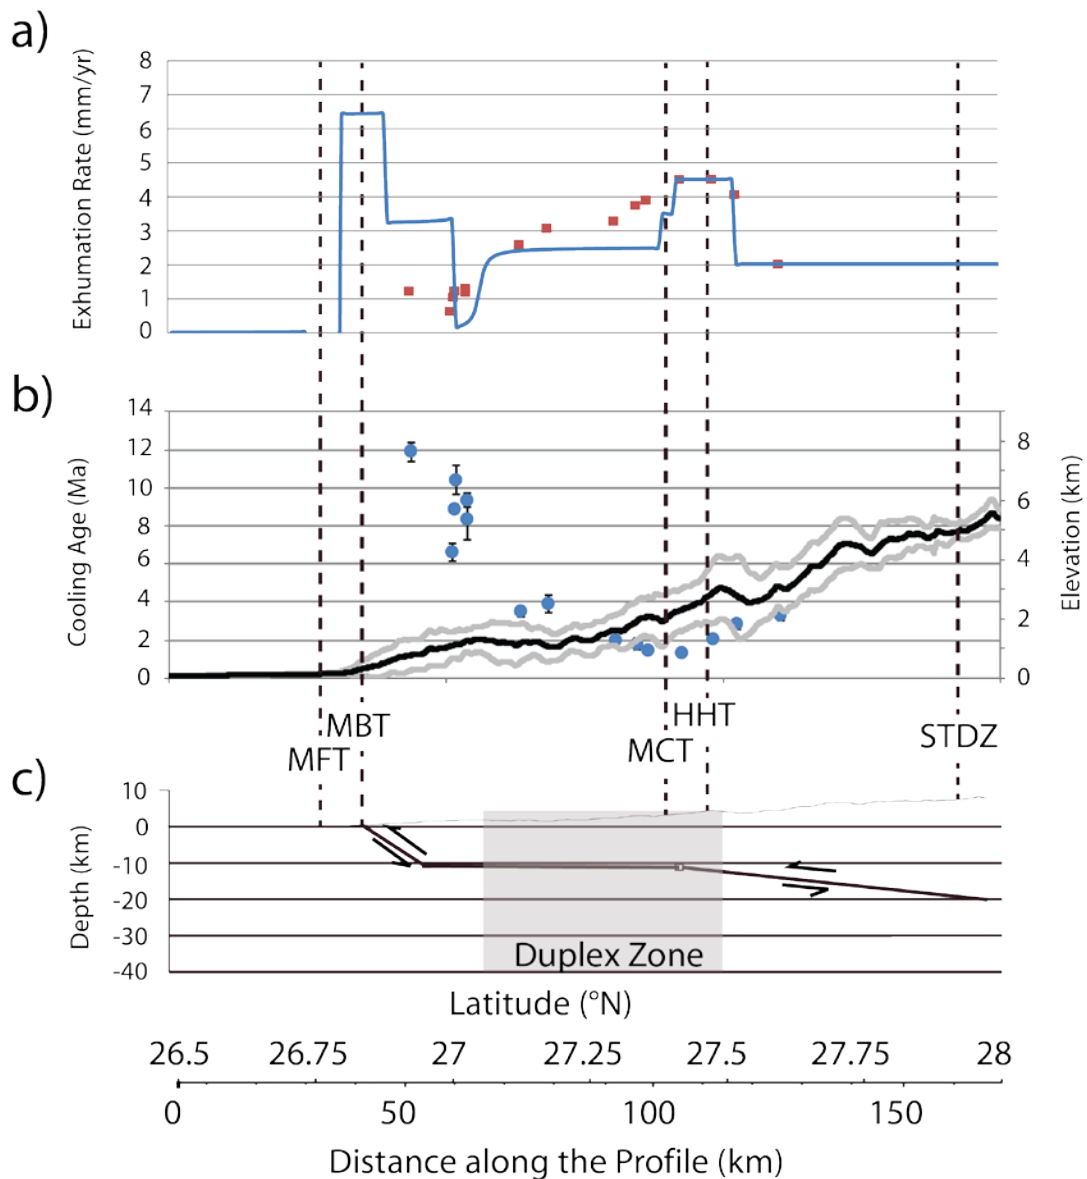 a)
Exhumation Rate (mm/yr)
8
7
6
5
4
3
2
1
0
b)
Cooling Age (Ma)
14
12
10
8
6
4
2
0
8
6
4
2
0
Elevation (km)
MFT
MBT
MCT
HHT
STDZ
c)
Depth (km)
10
0
-10
-20
-30
-40
Duplex Zone
Latitude (°N)
26.5 26.75 27 27.25 27.5 27.75 28
0 50 100 150
Distance along the Profile (km)